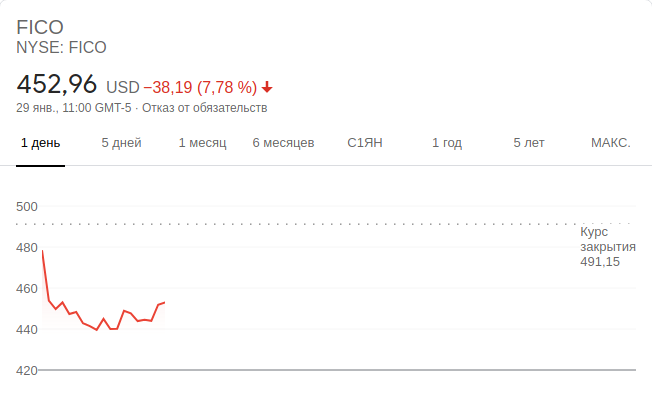 FICO
NYSE: FICO
452,96 USD −38,19 (7,78 %)
29 янв., 11:00 GMT-5 · Отказ от обязательств
1 день 5 дней 1 месяц 6 месяцев С1ЯН 1 год 5 лет МАКС.
500
Курс
закрытия
491,15
480
460
440
420